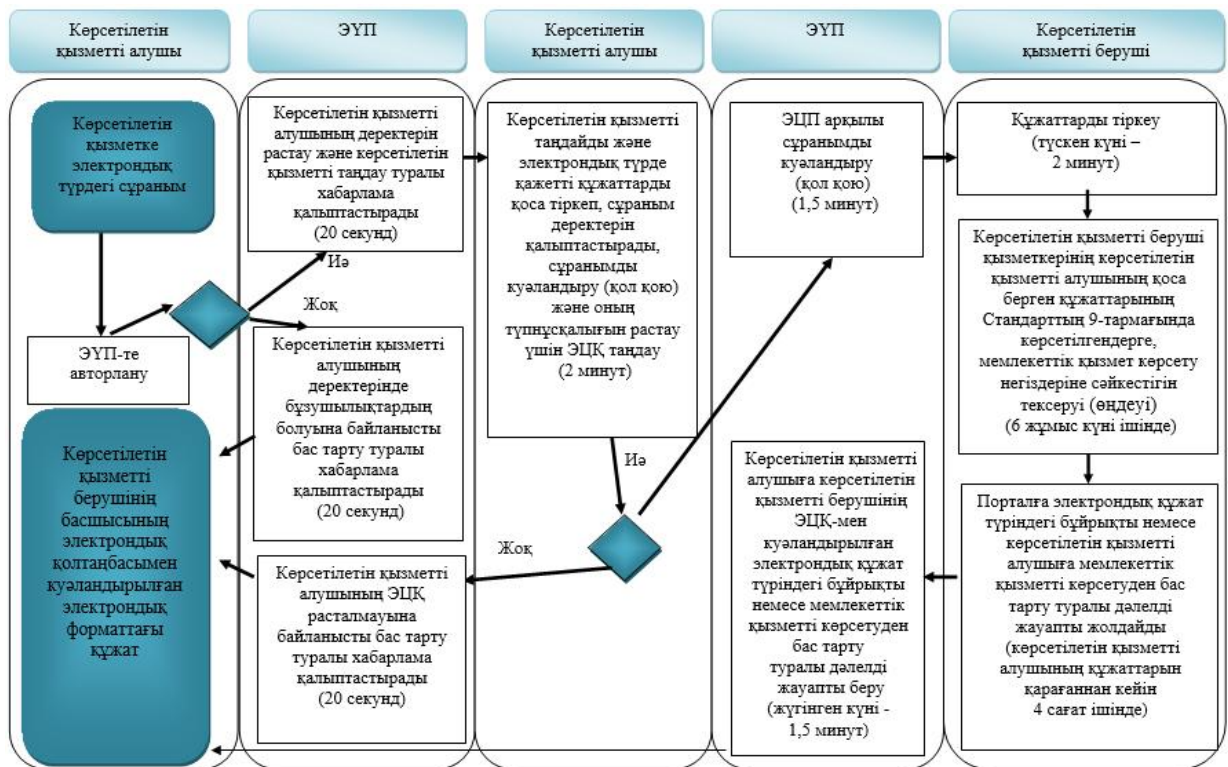 Көрсетілетін
қызметті алушы
ЭҮП
Көрсетілетін
қызметті алушы
ЭҮП
Көрсетілетін
қызметті беруші
Көрсетілетін
қызметке
электрондық
түрдегі сұраным
ЭҮП-те
авторлану
Көрсетілетін
қызметті
берушінің
басшысының
электрондық
қолтаңбасымен
куәландырылған
электрондық
форматтағы
құжат
Көрсетілетін қызметті
алушының деректерін
растау және көрсетілетін
қызметті таңдау туралы
хабарлама
қалыптастырады
(20 секунд)
Иә
Жоқ
Көрсетілетін қызметті
алушының
деректерінде
бұзушылықтардың
болуына байланысты
бас тарту туралы
хабарлама
қалыптастырады
(20 секунд)
Көрсетілетін қызметті
алушының ЭЦҚ
расталмауына
байланысты бас тарту
туралы хабарлама
қалыптастырады
(20 секунд)
Көрсетілетін қызметті
таңдайды және
электрондық түрде
қажетті құжаттарды
қоса тіркеп, сұраным
деректерін
қалыптастырады,
сұранымды
куәландыру (қол қою)
және оның
түпнұсқалығын растау
үшін ЭЦҚ таңдау
(2 минут)
Иә
Жоқ
ЭЦП арқылы
сұранымды
куәландыру
(қол қою)
(1,5 минут)
Көрсетілетін қызметті
алушыға көрсетілетін
қызметті берушінің
ЭЦҚ-мен
куәландырылған
электрондық құжат
түріндегі бұйрықты
немесе мемлекеттік
қызметті көрсетуден
бас тарту
туралы дәлелді
жауапты беру
(жүгінген күні -
1,5 минут)
Құжаттарды тіркеу
(түскен күні –
2 минут)
Көрсетілетін қызметті беруші
қызметкерінің көрсетілетін
қызметті алушының қоса
берген құжаттарының
Стандарттың 9-тармағында
көрсетілгендерге,
мемлекеттік қызмет көрсету
негіздеріне сәйкестігін
тексеруі (өңдеуі)
(6 жұмыс күні ішінде)
Порталға электрондық құжат
түріндегі бұйрықты немесе
көрсетілетін қызметті
алушыға мемлекеттік
қызметті көрсетуден бас
тарту туралы дәлелді
жауапты жолдайды
(көрсетілетін қызметті
алушының құжаттарын
қарағаннан кейін
4 сағат ішінде)